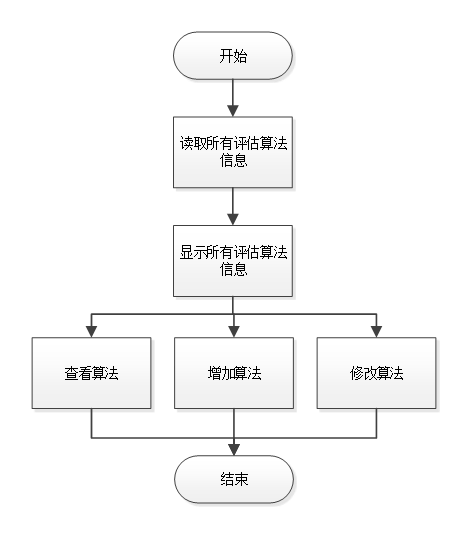 开始
读取所有评估算法
信息
显示所有评估算法
信息
查看算法
增加算法
修改算法
结束